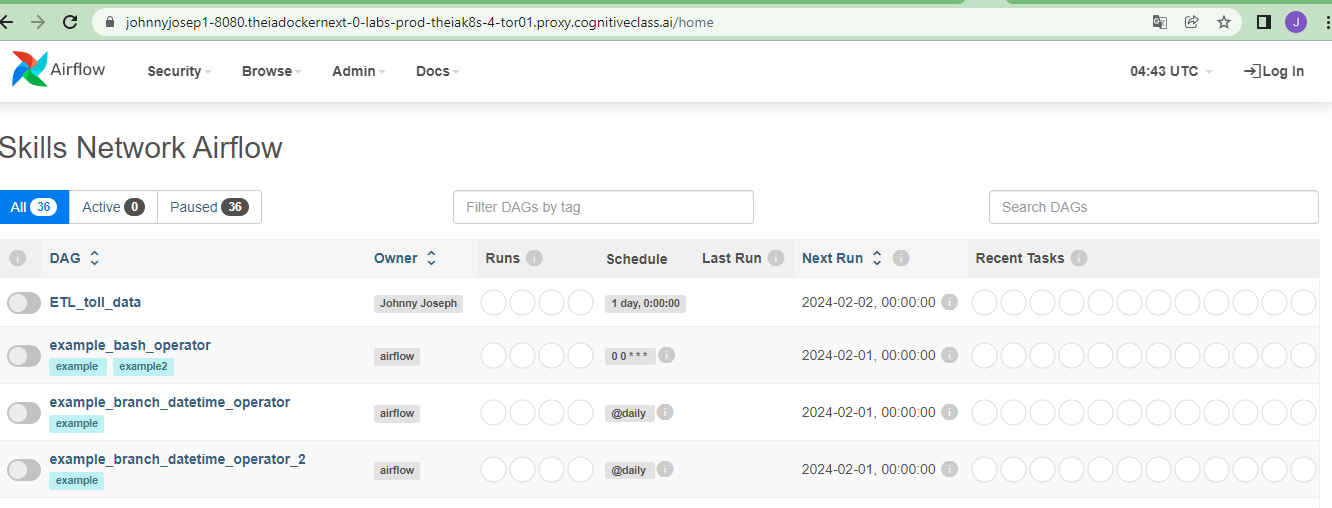 johnnyjosep1-8080.theiadockernext-0-labs-prod-theiak8s-4-tor01.proxy.cognitiveclass.ai/home
J
Airflow Security Browse Admin Docs 04:43 UTC Log In
Skills Network Airflow
All 36 Active 0 Paused 36 Filter DAGs by tag Search DAGs
i DAG Owner Runs i Schedule Last Run i Next Run i Recent Tasks i
ETL_toll_data Johnny Joseph 1 day, 0:00:00 2024-02-02, 00:00:00 i
example_bash_operator airflow 0 0 * * * i 2024-02-01, 00:00:00 i
example example2
example_branch_datetime_operator airflow @daily i 2024-02-01, 00:00:00 i
example
example_branch_datetime_operator_2 airflow @daily i 2024-02-01, 00:00:00 i
example